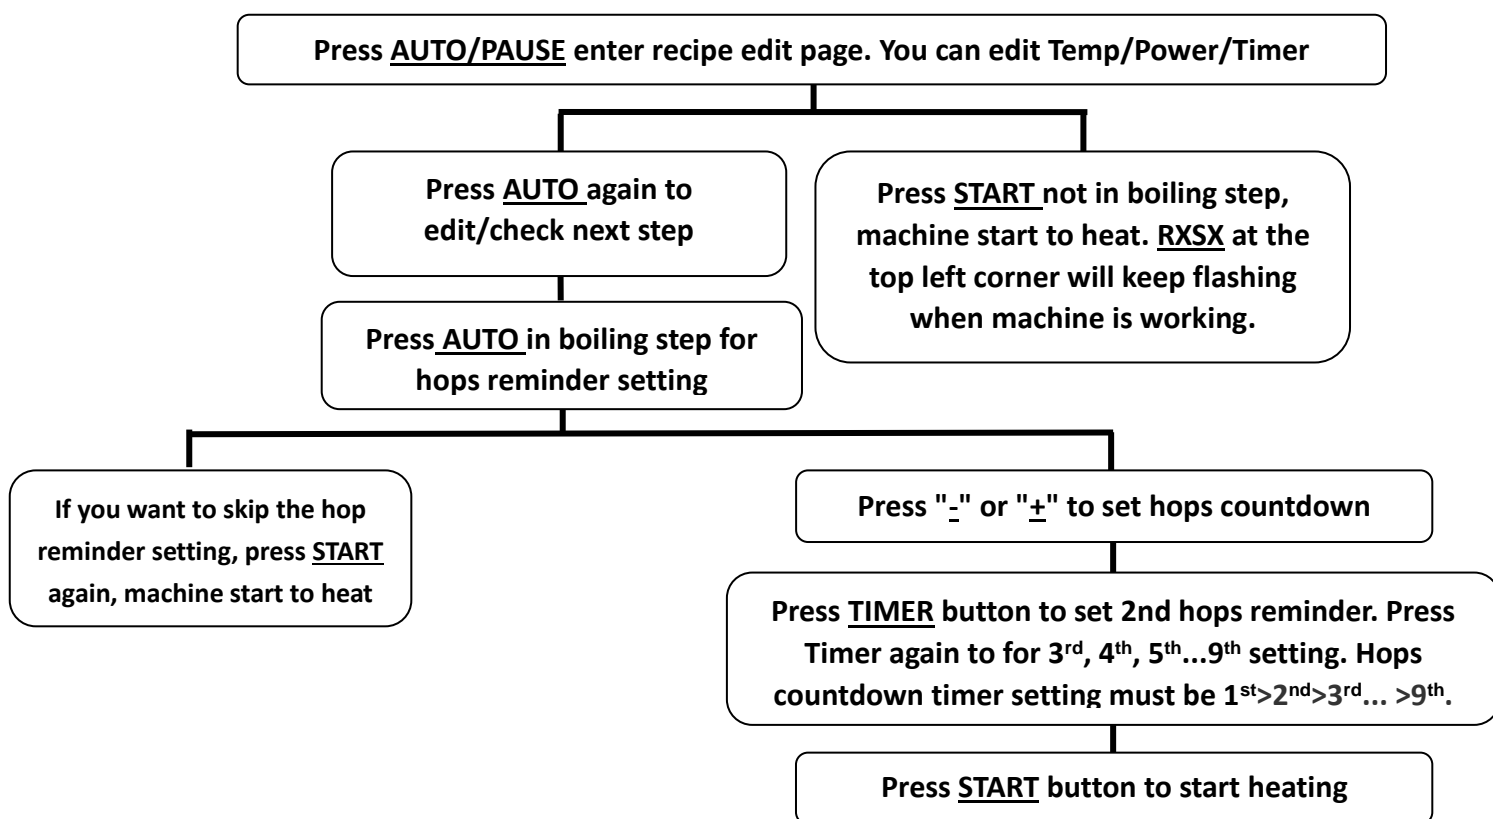 Press AUTO/PAUSE enter recipe edit page. You can edit Temp/Power/Timer
Press AUTO again to
edit/check next step
Press START not in boiling step,
machine start to heat. RXSX at the
top left corner will keep flashing
when machine is working.
Press AUTO in boiling step for
hops reminder setting
If you want to skip the hop
reminder setting, press START
again, machine start to heat
Press "-" or "+" to set hops countdown
Press TIMER button to set 2nd hops reminder. Press
Timer again to for 3rd, 4th, 5th...9th setting. Hops
countdown timer setting must be 1st>2nd>3rd... >9th.
Press START button to start heating